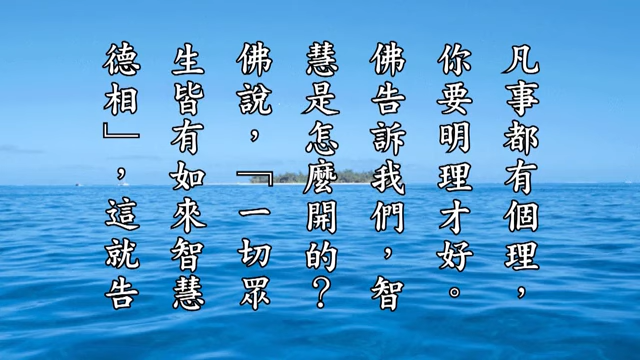 凡事都有個理，
你要明理才好。
佛告訴我們，智
慧是怎麼開的？
佛說，『一切眾
生皆有如來智慧
德相』，這就告